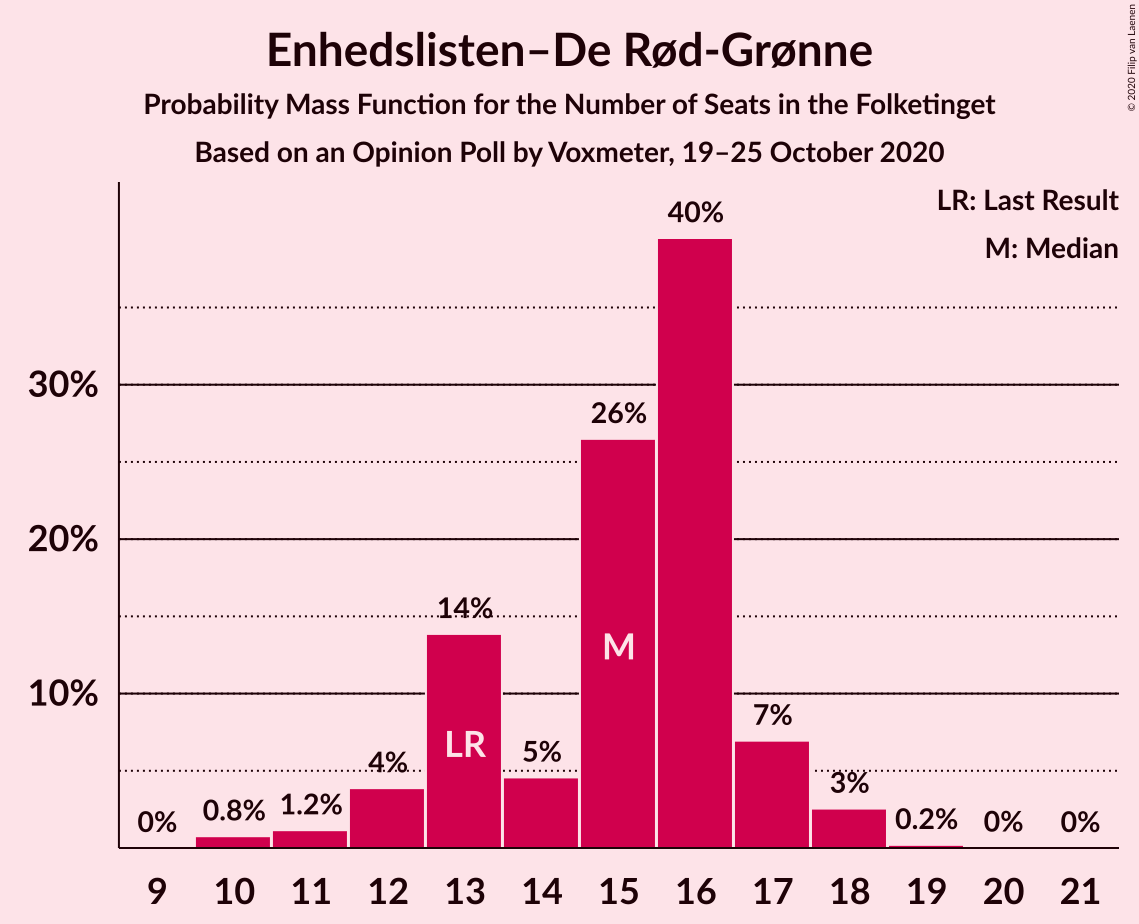 Enhedslisten–De Rød-Grønne
Probability Mass Function for the Number of Seats in the Folketinget
Based on an Opinion Poll by Voxmeter, 19–25 October 2020
© 2020 Filip van Laenen
LR: Last Result
M: Median
40%
30%
26%
20%
14%
M
10%
7%
LR
5%
4%
3%
1.2%
0.8%
0.2%
0%
0%
0%
9 10 11 12 13 14 15 16 17 18 19 20 21